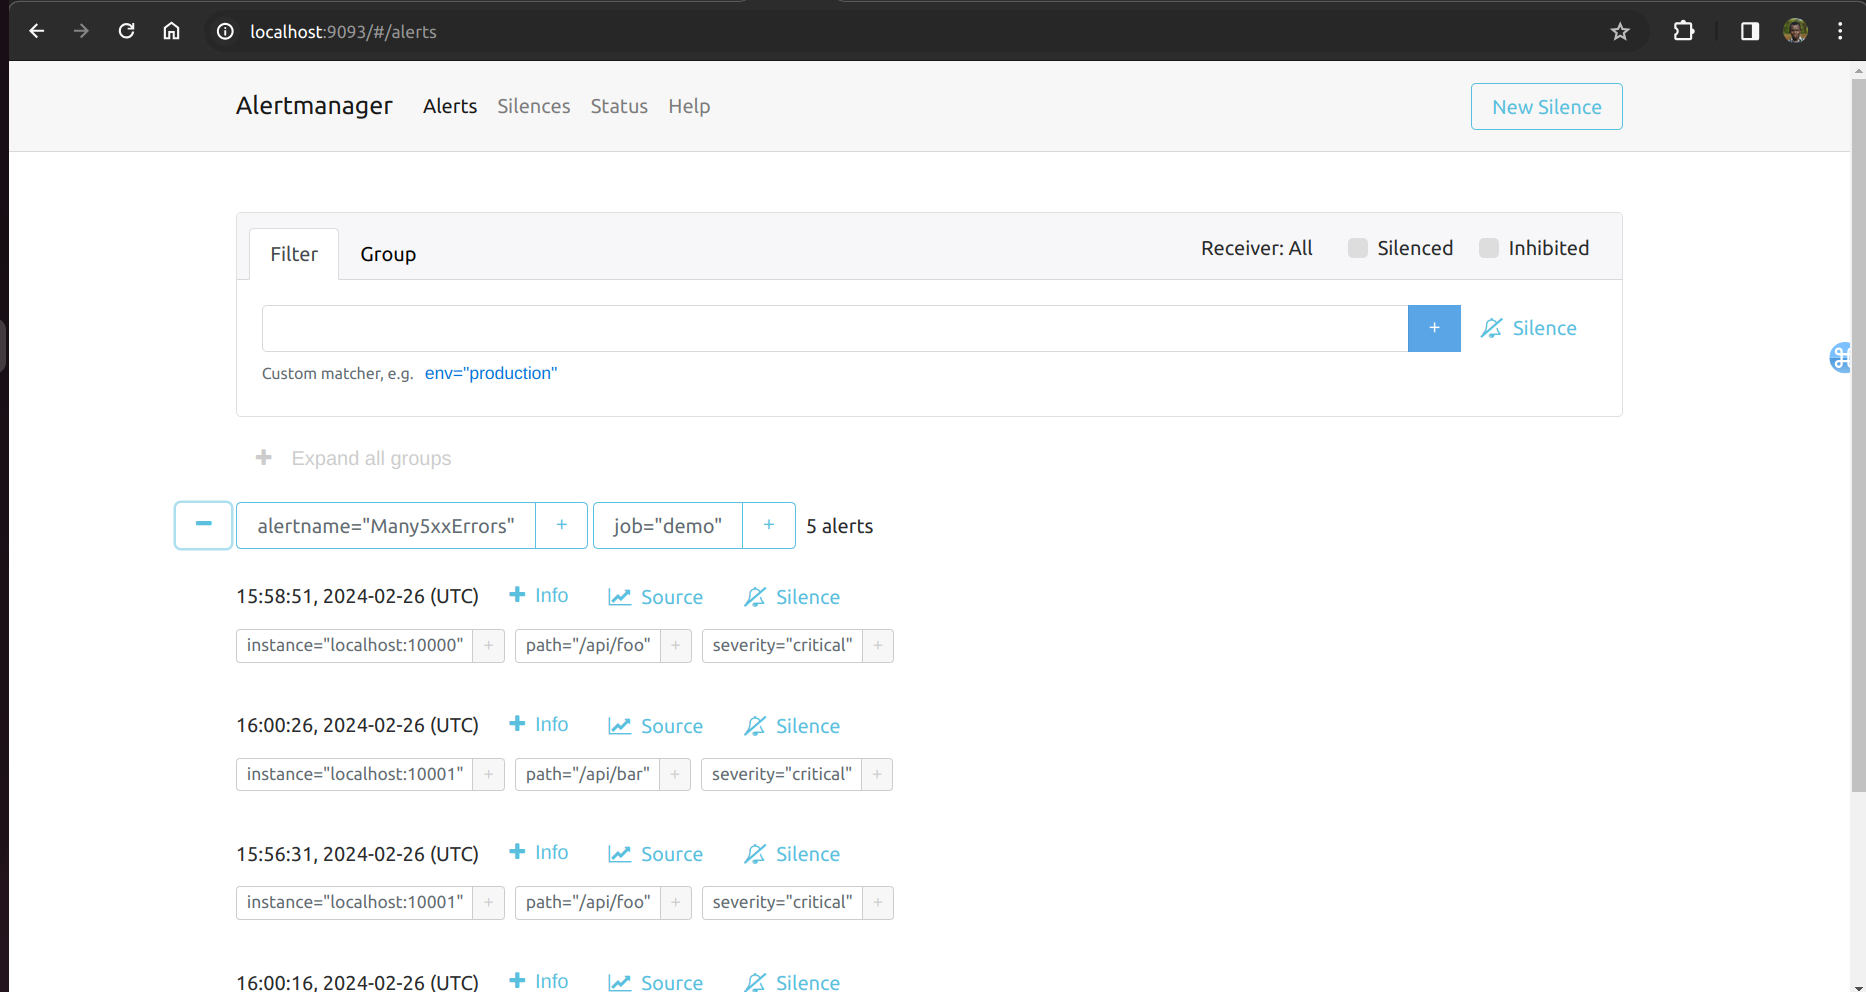 localhost:9093/#/alerts
Alertmanager Alerts Silences Status Help New Silence
Filter Group Receiver: All Silenced Inhibited
+ Silence
Custom matcher, e.g. env="production"
+ Expand all groups
− alertname="Many5xxErrors" + job="demo" + 5 alerts
15:58:51, 2024-02-26 (UTC) + Info Source Silence
instance="localhost:10000" + path="/api/foo" + severity="critical" +
16:00:26, 2024-02-26 (UTC) + Info Source Silence
instance="localhost:10001" + path="/api/bar" + severity="critical" +
15:56:31, 2024-02-26 (UTC) + Info Source Silence
instance="localhost:10001" + path="/api/foo" + severity="critical" +
16:00:16, 2024-02-26 (UTC) + Info Source Silence